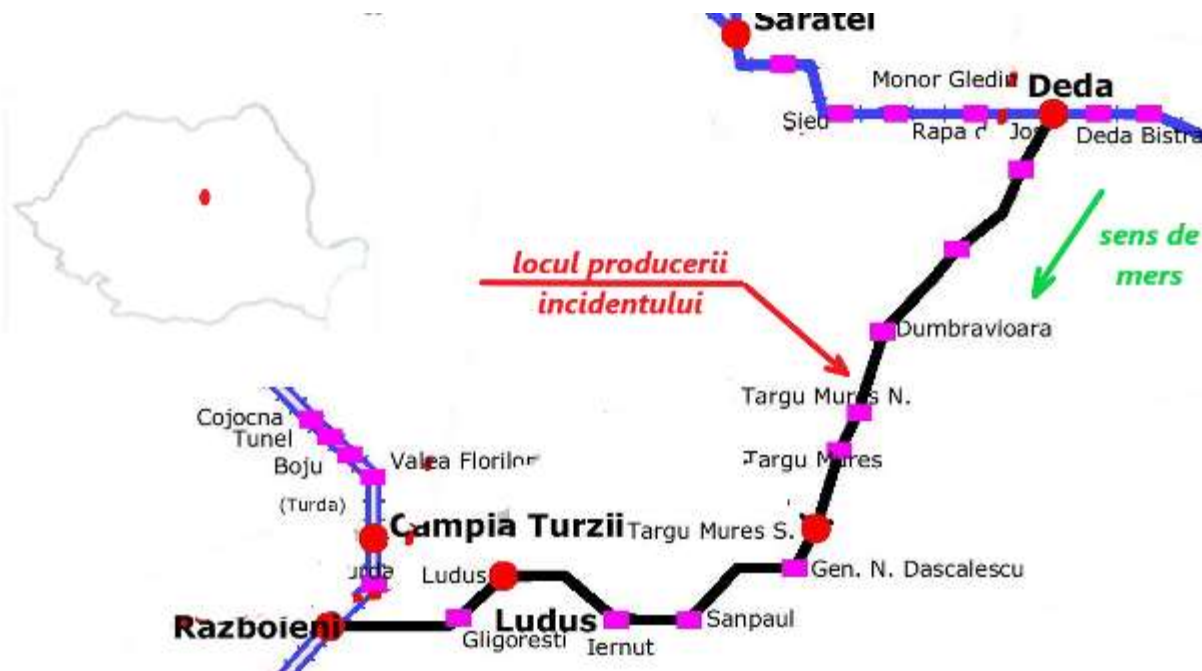 Saratel
Monor Gledin
Deda
Sieu
Rapa d Jos
Deda Bistra
sens de
mers
locul producerii
incidentului
Dumbravioara
Targu Mures N.
Cojocna
Tunel
Boju
Valea Florilor
Targu Mures
(Turda)
Campia Turzii
Targu Mures S.
Ludus
Gen. N. Dascalescu
Razboieni
Ludus
Sanpaul
Gligoresti
Iernut